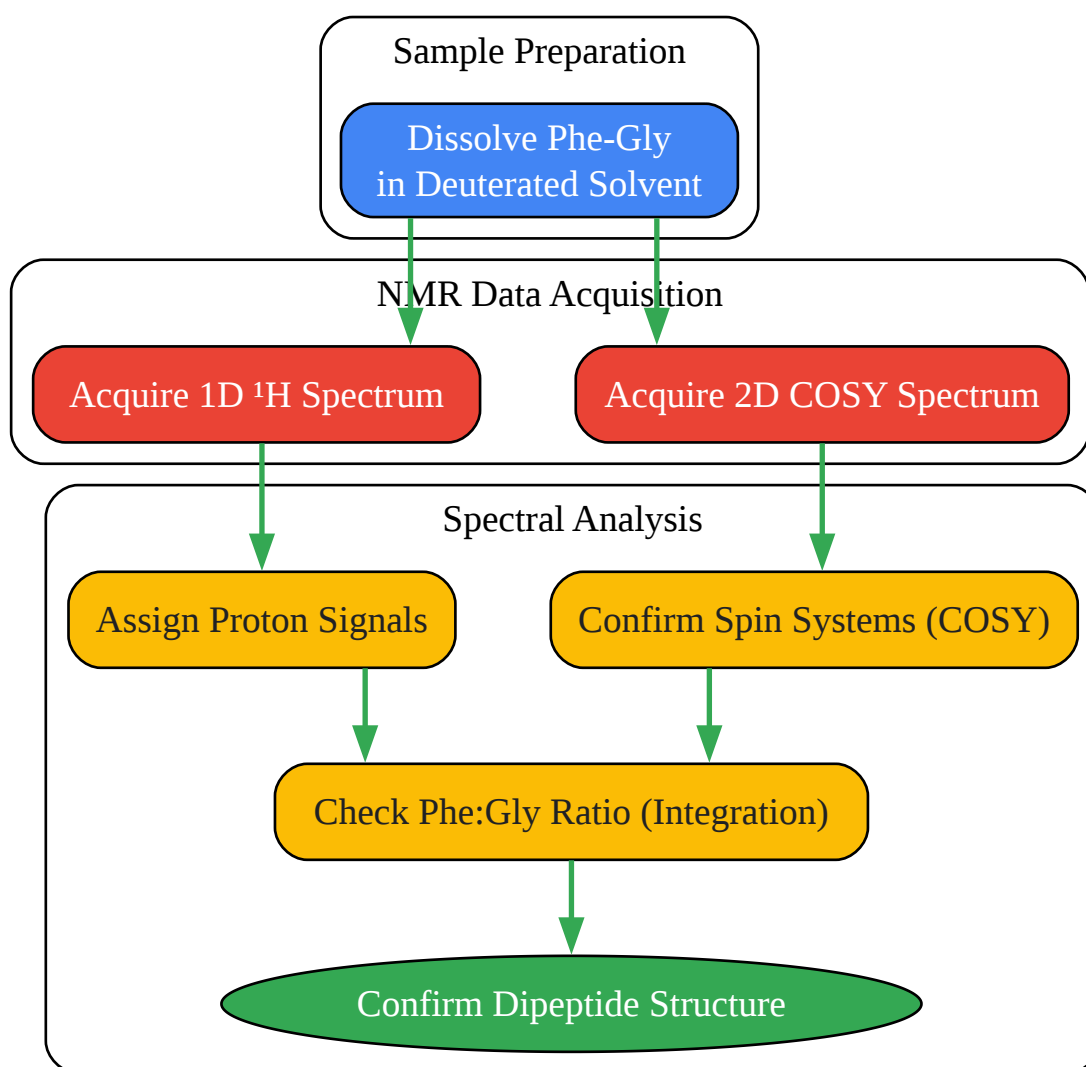 Sample Preparation
Dissolve Phe-Gly
in Deuterated Solvent
NMR Data Acquisition
Acquire 1D ¹H Spectrum
Acquire 2D COSY Spectrum
Spectral Analysis
Assign Proton Signals
Confirm Spin Systems (COSY)
Check Phe:Gly Ratio (Integration)
Confirm Dipeptide Structure